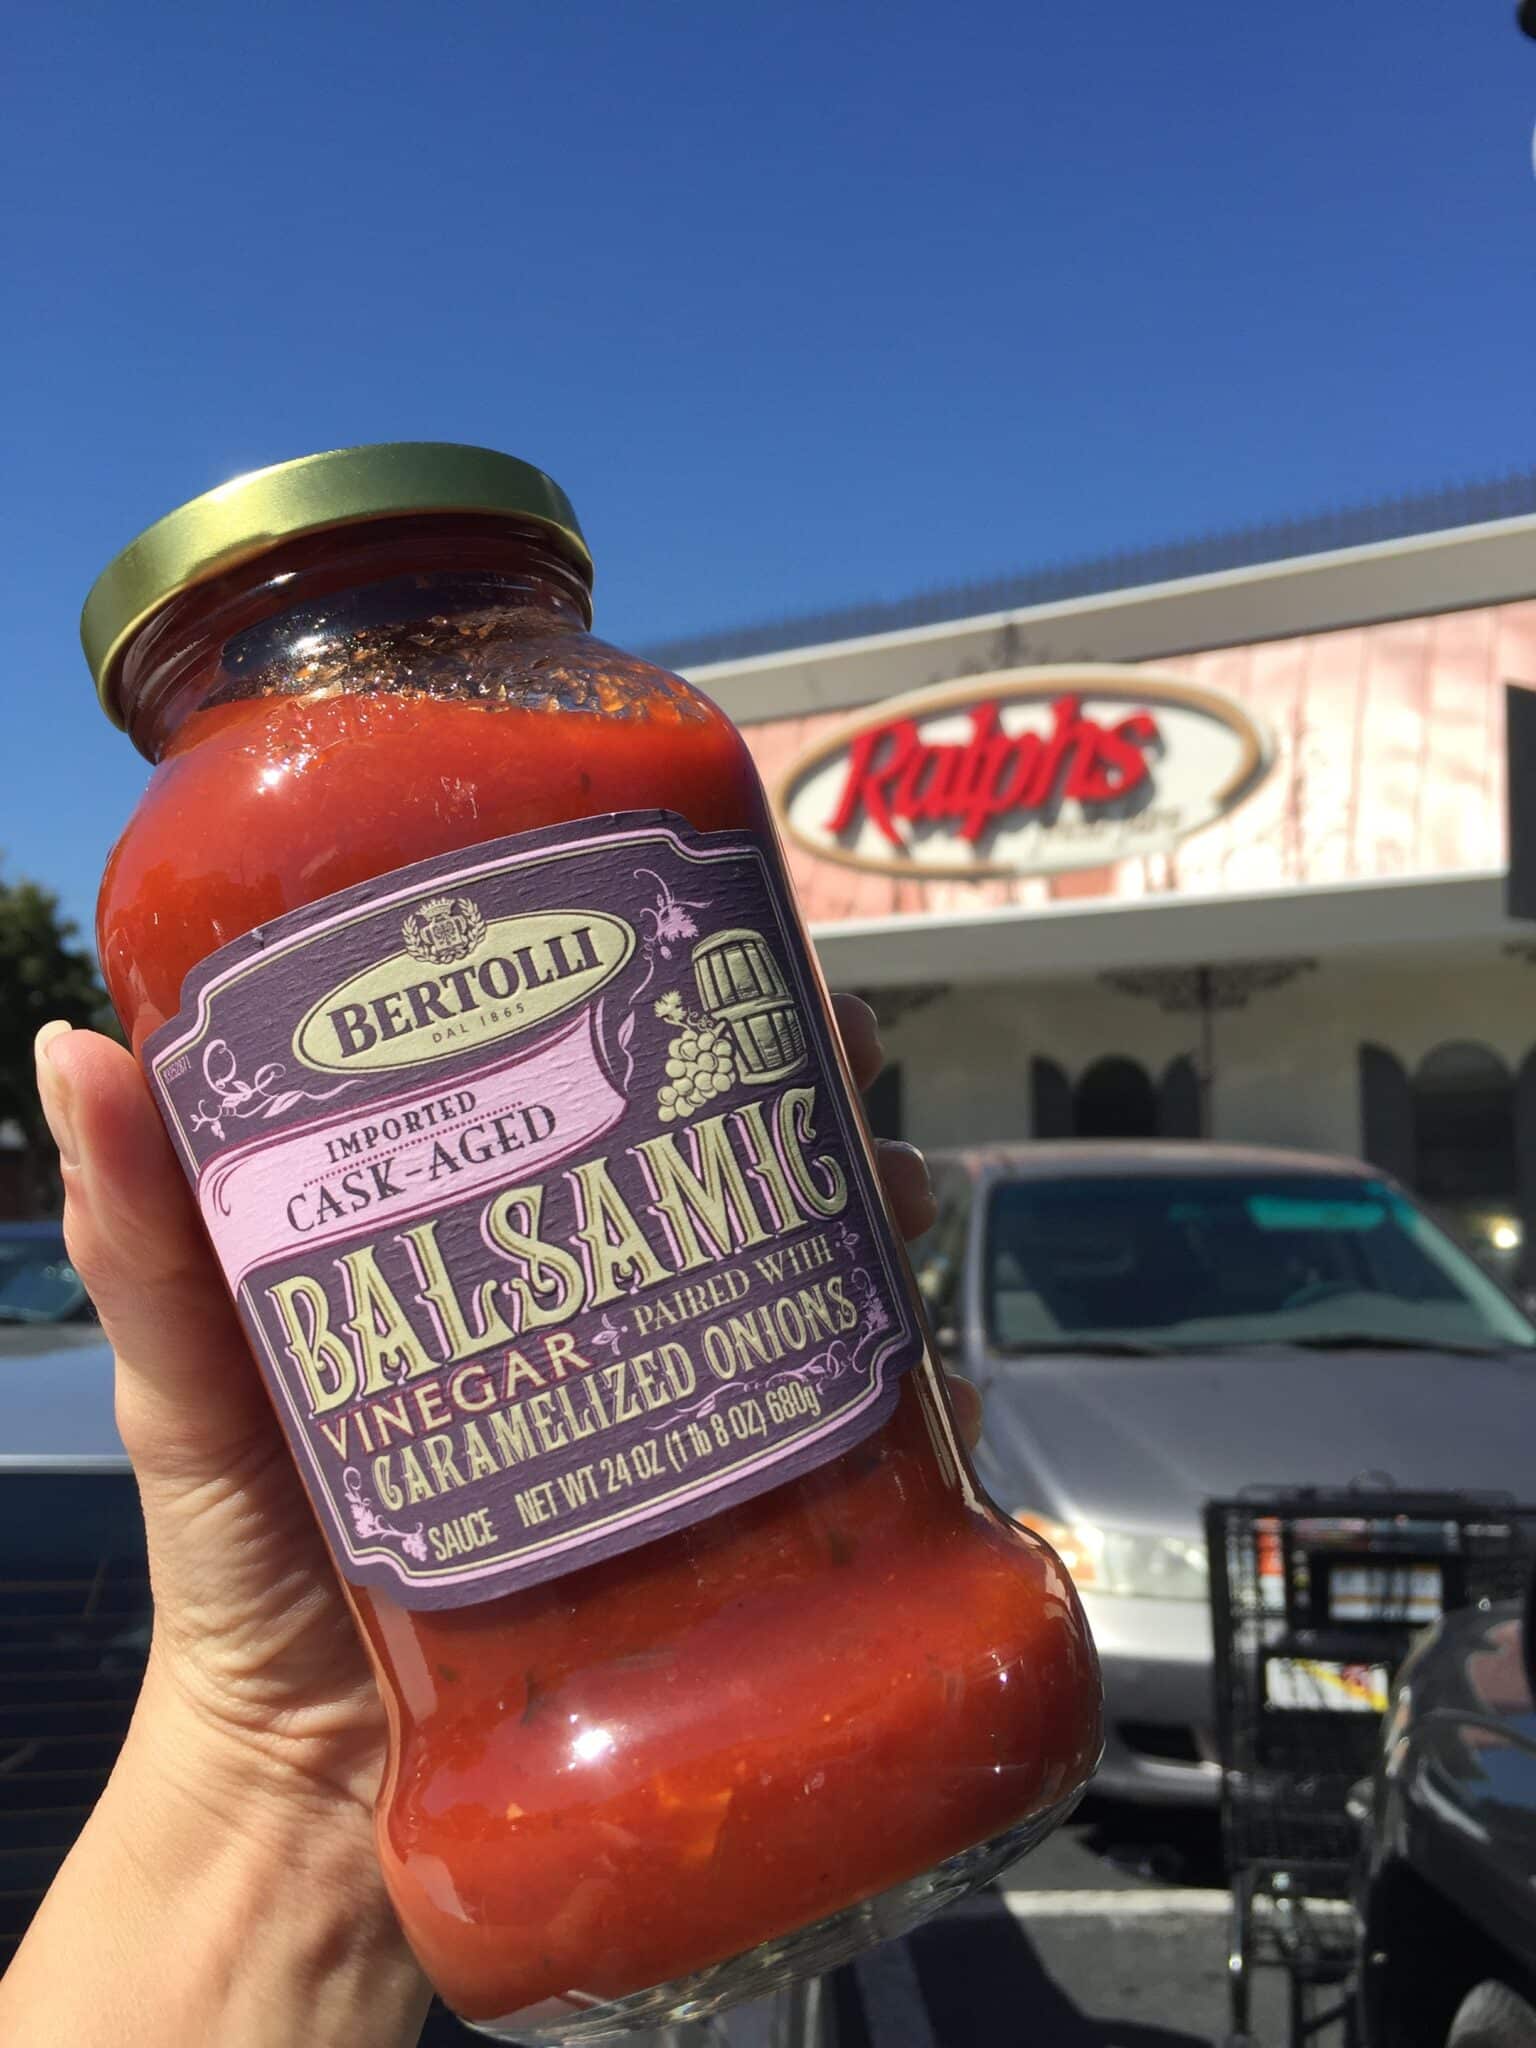 Ralphs
BERTOLLI
DAL 1865
IMPORTED
CASK-AGED
BALSAMIC
VINEGAR PAIRED WITH
CARAMELIZED ONIONS
SAUCE NET WT 24 OZ (1 lb 8 OZ) 680g